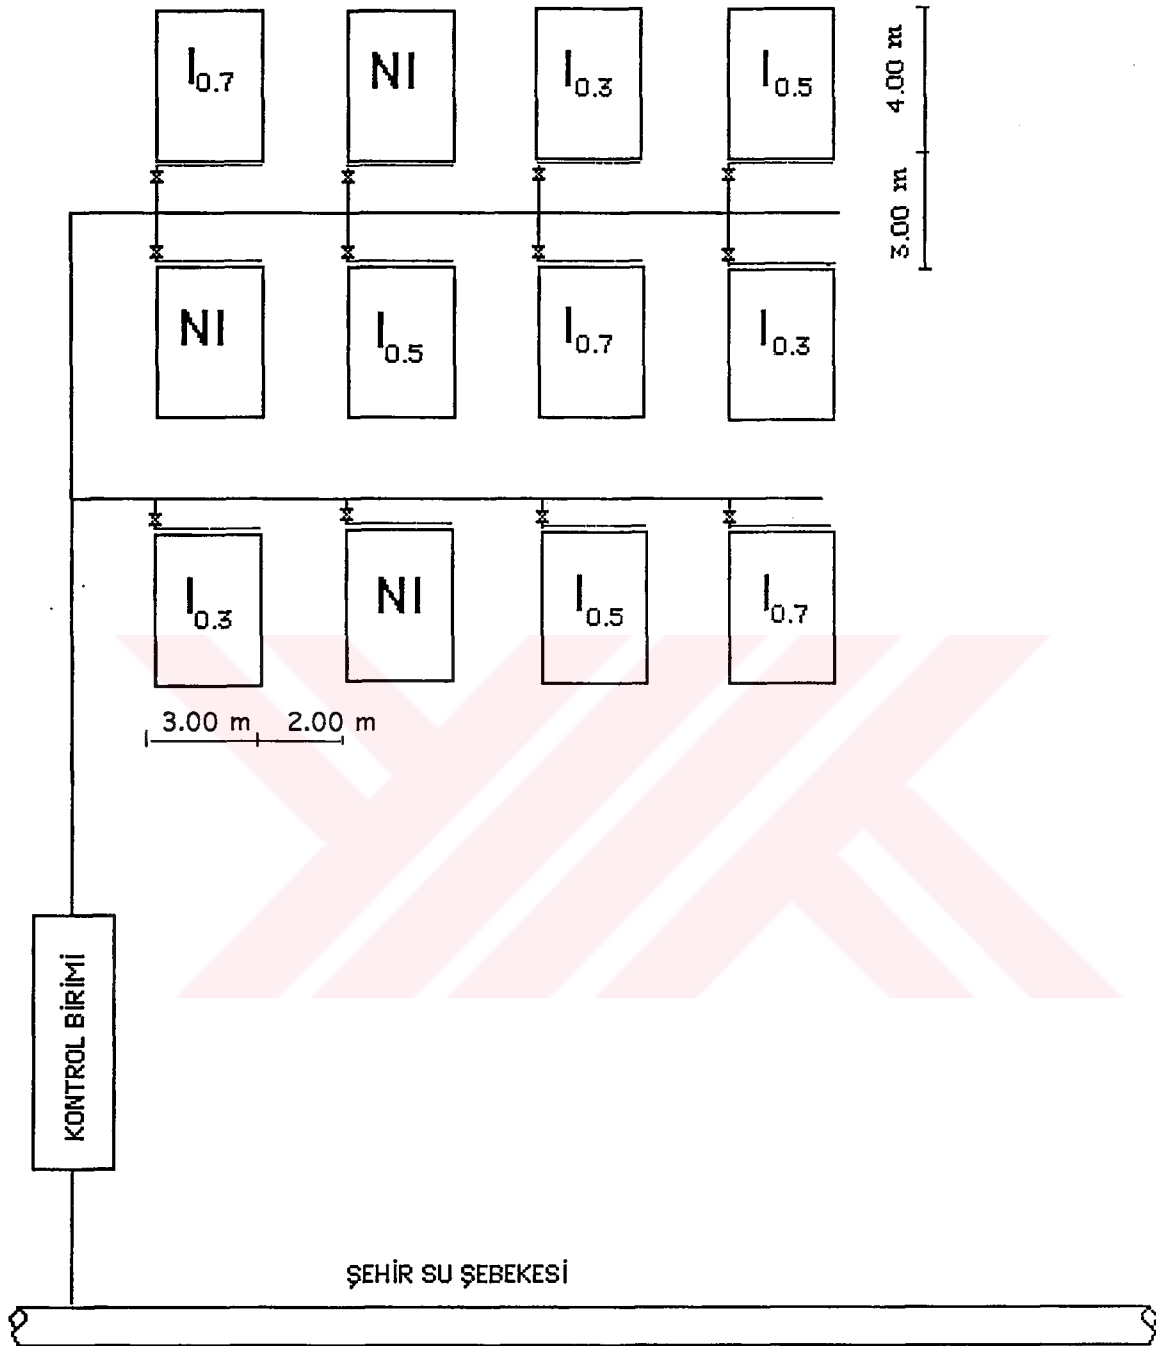 I0.7 NI I0.3 I0.5
4.00 m
3.00 m
NI I0.5 I0.7 I0.3
I0.3 NI I0.5 I0.7
3.00 m 2.00 m
KONTROL BİRİMİ
ŞEHİR SU ŞEBEKESİ